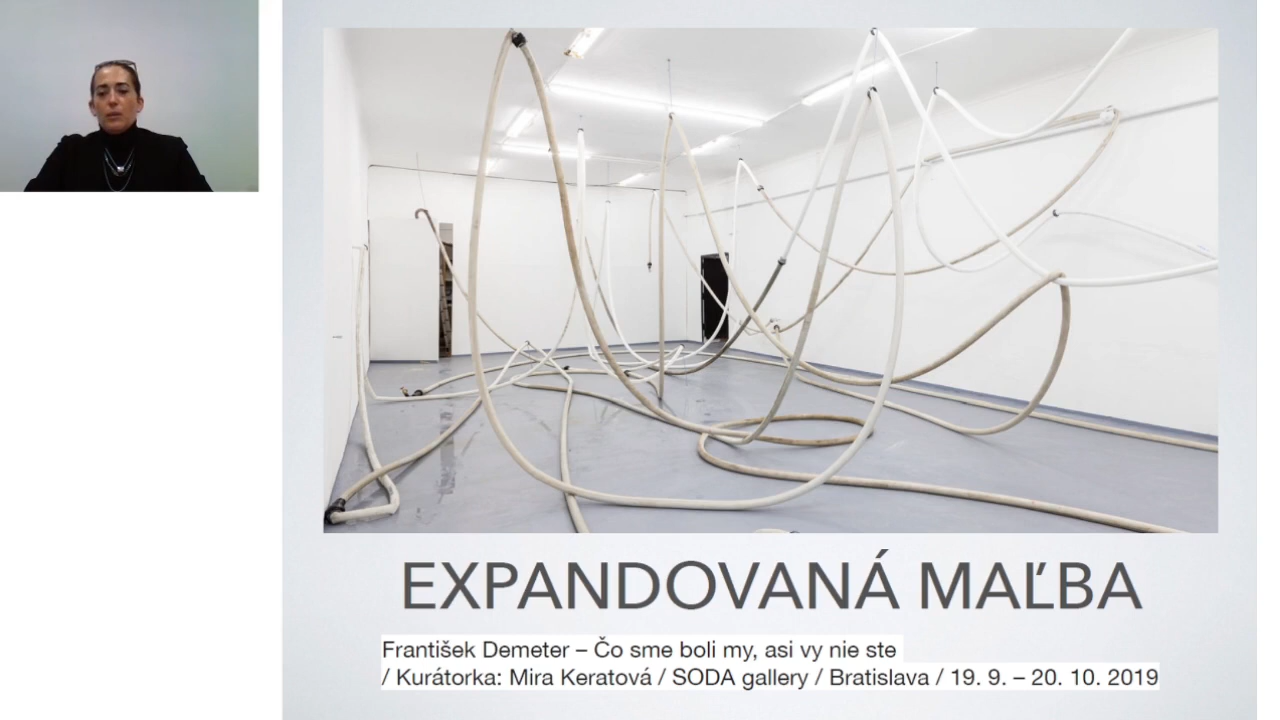 EXPANDOVANÁ MAĽBA
František Demeter – Čo sme boli my, asi vy nie ste
/ Kurátorka: Mira Keratová / SODA gallery / Bratislava / 19. 9. – 20. 10. 2019